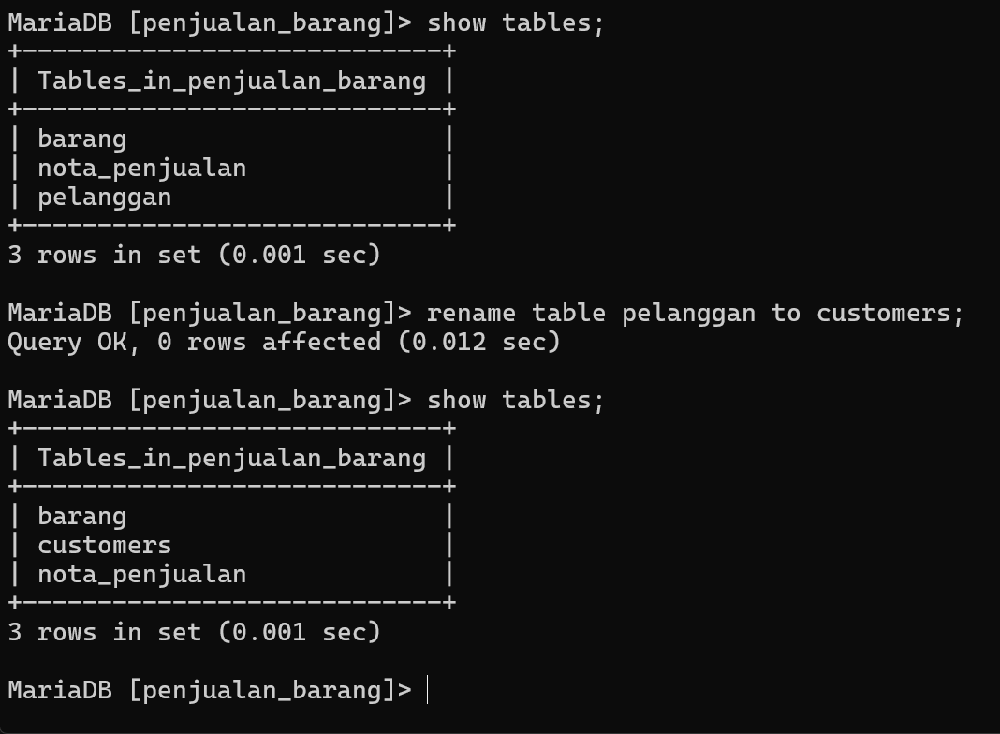 MariaDB [penjualan_barang]> show tables;
+----------------------------+
| Tables_in_penjualan_barang |
+----------------------------+
| barang                     |
| nota_penjualan             |
| pelanggan                  |
+----------------------------+
3 rows in set (0.001 sec)
MariaDB [penjualan_barang]> rename table pelanggan to customers;
Query OK, 0 rows affected (0.012 sec)
MariaDB [penjualan_barang]> show tables;
+----------------------------+
| Tables_in_penjualan_barang |
+----------------------------+
| barang                     |
| customers                  |
| nota_penjualan             |
+----------------------------+
3 rows in set (0.001 sec)
MariaDB [penjualan_barang]>